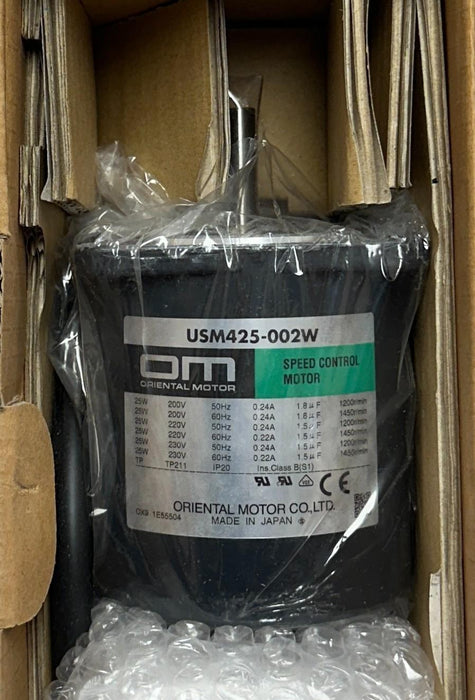 USM425-002W
OM
ORIENTAL MOTOR
SPEED CONTROL
MOTOR
25W 200V 50Hz 0.24A 1.8μF 1200r/min
25W 200V 60Hz 0.24A 1.8μF 1450r/min
25W 220V 60Hz 0.24A 1.5μF 1450r/min
25W 220V 50Hz 0.22A 1.5μF 1200r/min
25W 230V 50Hz 0.24A 1.5μF 1200r/min
25W 230V 60Hz 0.22A 1.5μF 1450r/min
TP TP211 IP20 Ins.Class B(S1)
CE
ORIENTAL MOTOR CO.,LTD.
MADE IN JAPAN
OX9 1E55504